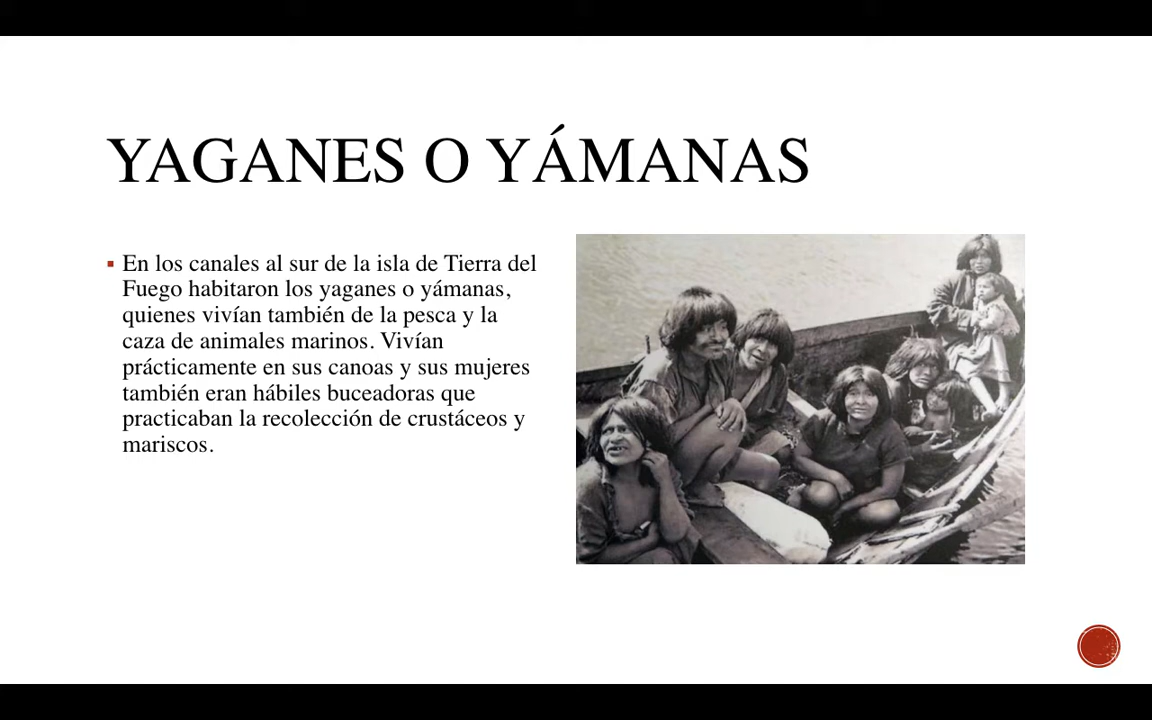 YAGANES O YÁMANAS
En los canales al sur de la isla de Tierra del
Fuego habitaron los yaganes o yámanas,
quienes vivían también de la pesca y la
caza de animales marinos. Vivían
prácticamente en sus canoas y sus mujeres
también eran hábiles buceadoras que
practicaban la recolección de crustáceos y
mariscos.